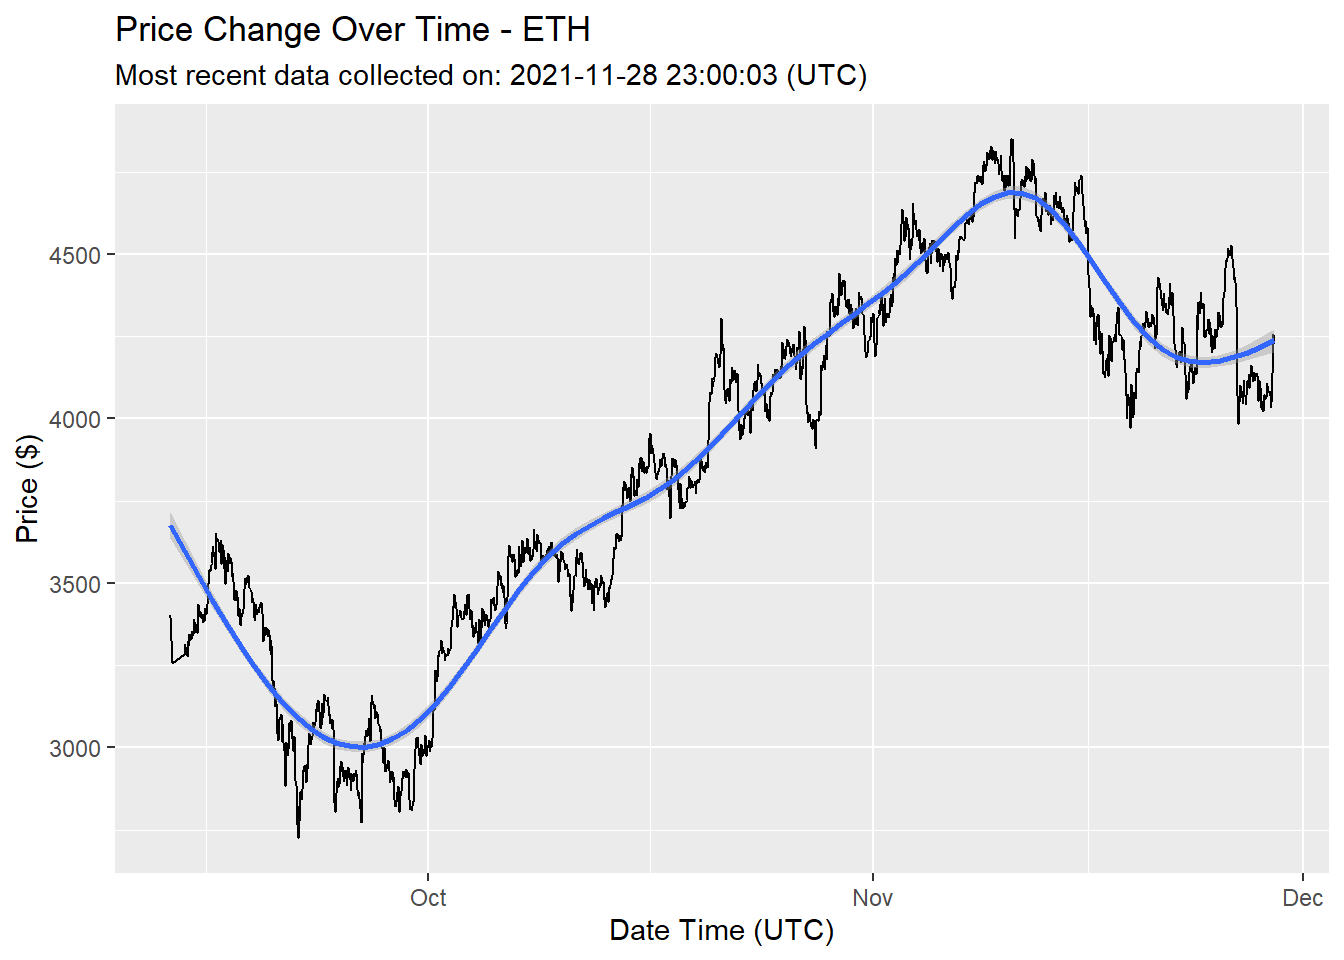 Price Change Over Time - ETH
Most recent data collected on: 2021-11-28 23:00:03 (UTC)
Price ($)
4500
4000
3500
3000
Oct
Nov
Dec
Date Time (UTC)